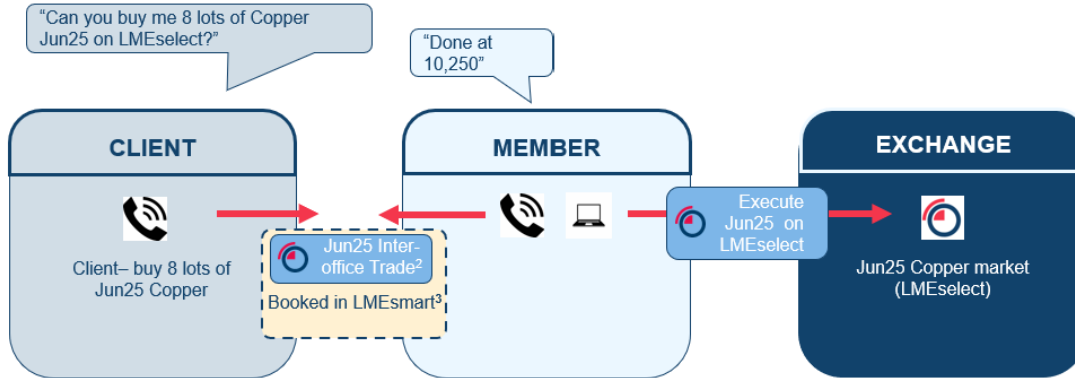 “Can you buy me 8 lots of Copper
Jun25 on LMEselect?”
“Done at
10,250”
CLIENT
MEMBER
EXCHANGE
Client– buy 8 lots of
Jun25 Copper
Jun25 Inter-
office Trade²
Booked in LMEsmart³
Execute
Jun25 on
LMEselect
Jun25 Copper market
(LMEselect)